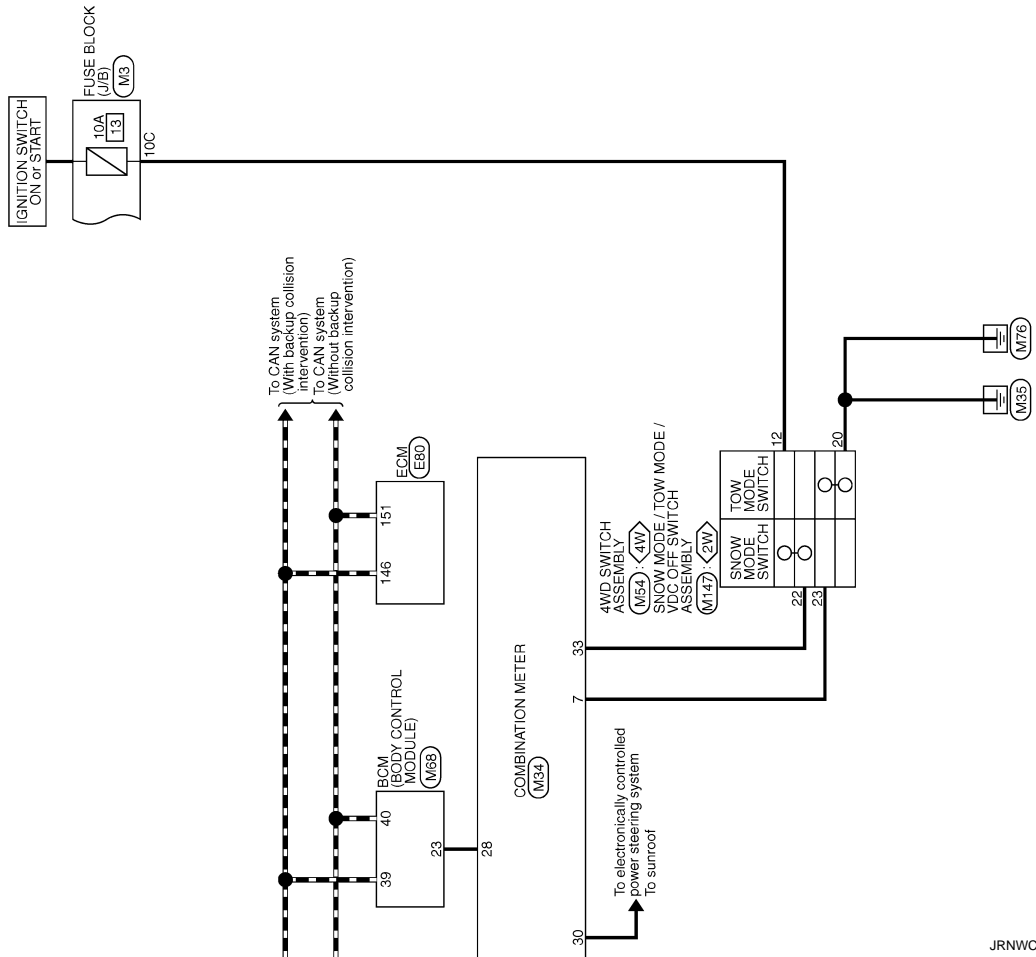 IGNITION SWITCH
ON or START
FUSE BLOCK
(J/B)
M3
10A
13
10C
To CAN system
(With backup collision
intervention)
To CAN system
(Without backup
collision intervention)
ECM
E80
146
151
BCM
(BODY CONTROL
MODULE)
M68
39
40
23
28
COMBINATION METER
M34
30
7
33
To electronically controlled
power steering system
To sunroof
4WD SWITCH
ASSEMBLY
M54 : 4W
SNOW MODE / TOW MODE /
VDC OFF SWITCH
ASSEMBLY
M147 : 2W
SNOW
MODE
SWITCH
TOW
MODE
SWITCH
12
20
22
23
M35
M76
JRNWC